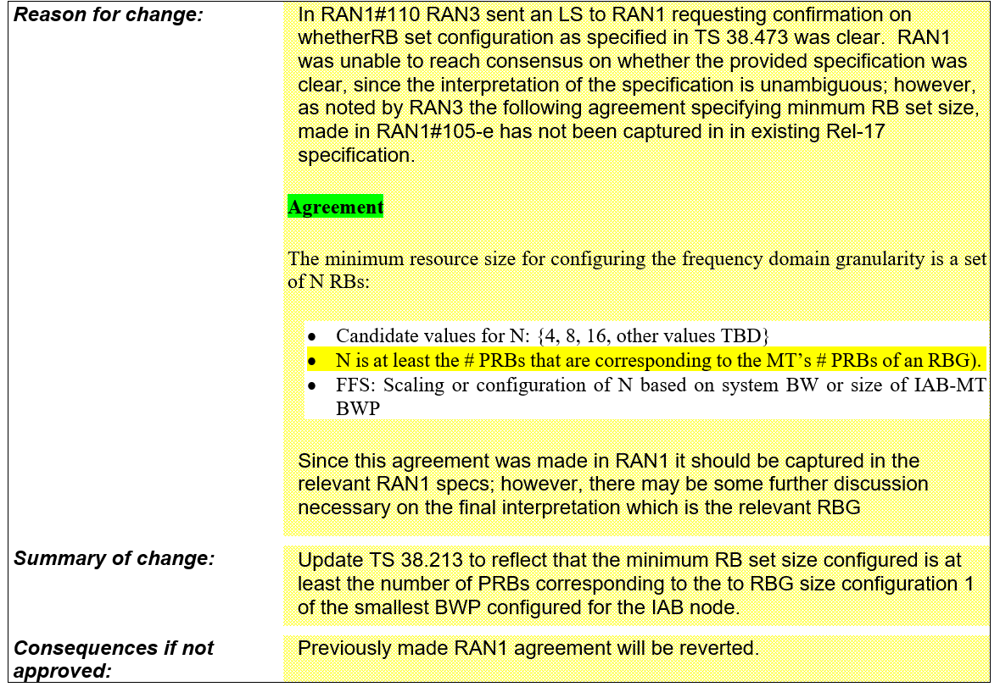 Reason for change:
In RAN1#110 RAN3 sent an LS to RAN1 requesting confirmation on
whetherRB set configuration as specified in TS 38.473 was clear.  RAN1
was unable to reach consensus on whether the provided specification was
clear, since the interpretation of the specification is unambiguous; however,
as noted by RAN3 the following agreement specifying minmum RB set size,
made in RAN1#105-e has not been captured in in existing Rel-17
specification.
Agreement
The minimum resource size for configuring the frequency domain granularity is a set
of N RBs:
• Candidate values for N: {4, 8, 16, other values TBD}
• N is at least the # PRBs that are corresponding to the MT’s # PRBs of an RBG).
• FFS: Scaling or configuration of N based on system BW or size of IAB-MT
BWP
Since this agreement was made in RAN1 it should be captured in the
relevant RAN1 specs; however, there may be some further discussion
necessary on the final interpretation which is the relevant RBG
Summary of change:
Update TS 38.213 to reflect that the minimum RB set size configured is at
least the number of PRBs corresponding to the to RBG size configuration 1
of the smallest BWP configured for the IAB node.
Consequences if not
approved:
Previously made RAN1 agreement will be reverted.